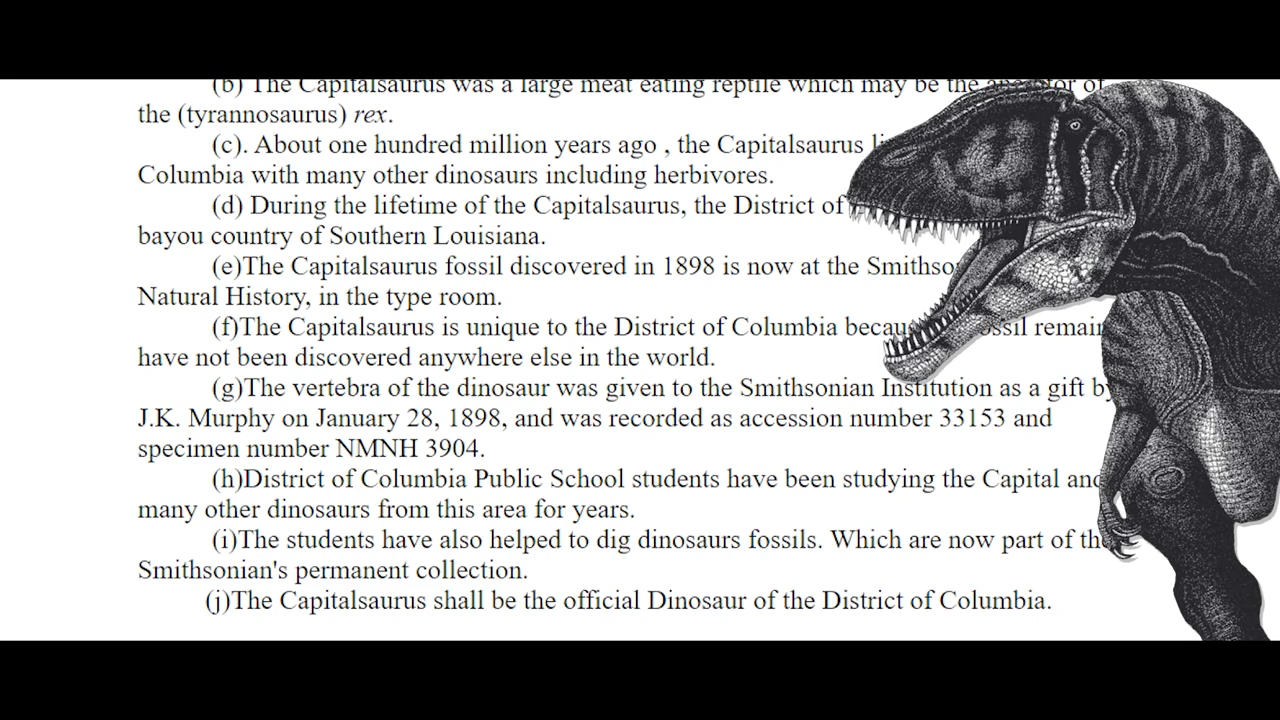 (b) The Capitalsaurus was a large meat eating reptile which may be the ancestor of
the (tyrannosaurus) rex.
(c). About one hundred million years ago , the Capitalsaurus
Columbia with many other dinosaurs including herbivores.
(d) During the lifetime of the Capitalsaurus, the District of
bayou country of Southern Louisiana.
(e)The Capitalsaurus fossil discovered in 1898 is now at the
Natural History, in the type room.
(f)The Capitalsaurus is unique to the District of Columbia
have not been discovered anywhere else in the world.
(g)The vertebra of the dinosaur was given to the Smithsonian Institution as a gift by
J.K. Murphy on January 28, 1898, and was recorded as accession number 33153 and
specimen number NMNH 3904.
(h)District of Columbia Public School students have been studying the Capital and
many other dinosaurs from this area for years.
(i)The students have also helped to dig dinosaurs fossils. Which are now part of the
Smithsonian's permanent collection.
(j)The Capitalsaurus shall be the official Dinosaur of the District of Columbia.